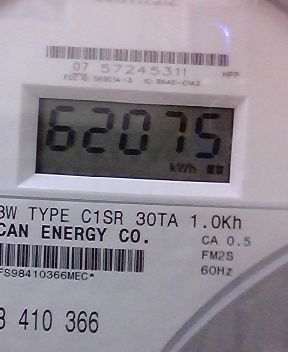 07 57245311 HPP
62075
kWh
3W TYPE C1SR 30TA 1.0Kh
CAN ENERGY CO. CA 0.5
FM2S
FS98410366MEC* 60Hz
8 410 366